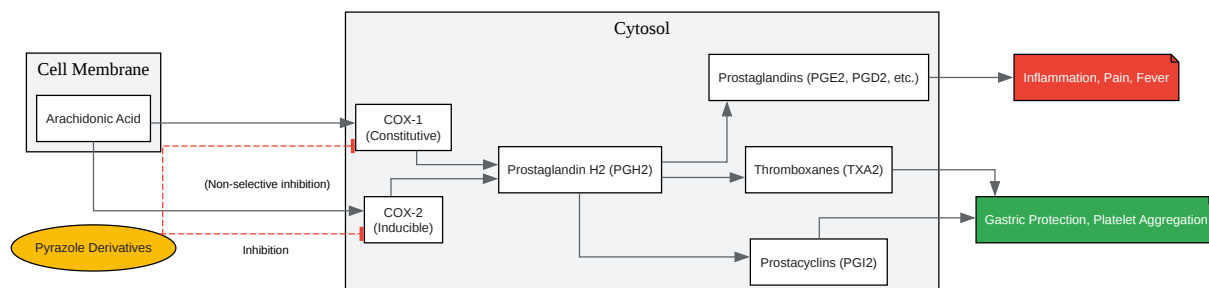 Cytosol
Cell Membrane
Arachidonic Acid
COX-1
(Constitutive)
(Non-selective inhibition)
COX-2
(Inducible)
Pyrazole Derivatives
Inhibition
Prostaglandin H2 (PGH2)
Prostaglandins (PGE2, PGD2, etc.)
Thromboxanes (TXA2)
Prostacyclins (PGI2)
Inflammation, Pain, Fever
Gastric Protection, Platelet Aggregation